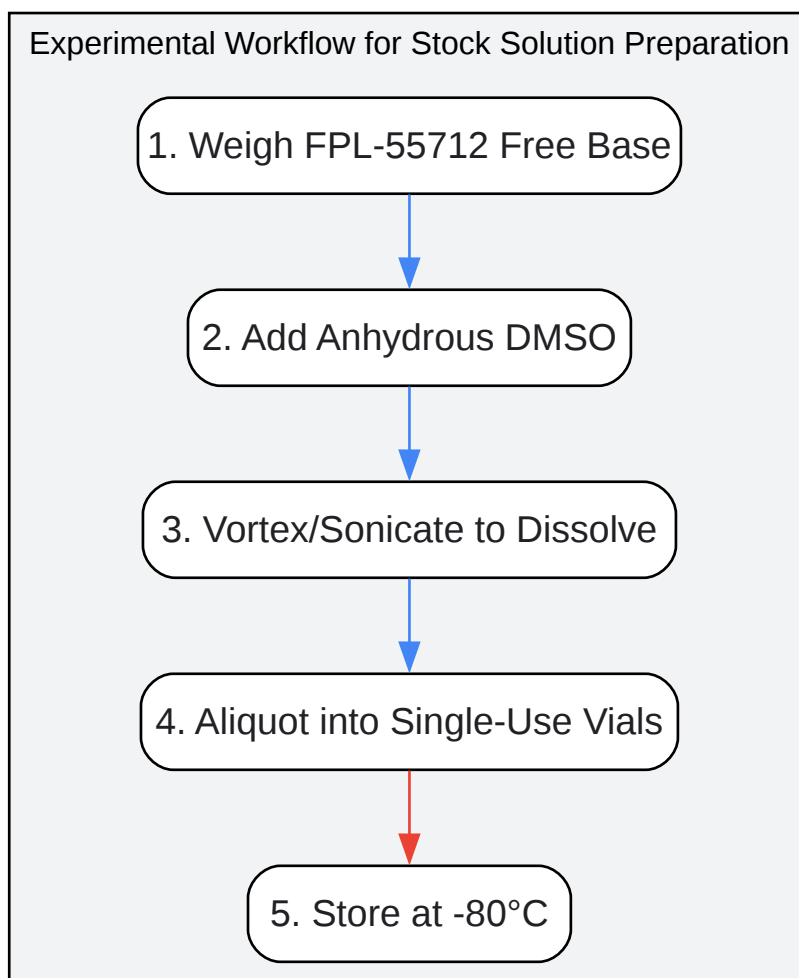 Experimental Workflow for Stock Solution Preparation
1. Weigh FPL-55712 Free Base
2. Add Anhydrous DMSO
3. Vortex/Sonicate to Dissolve
4. Aliquot into Single-Use Vials
5. Store at -80°C